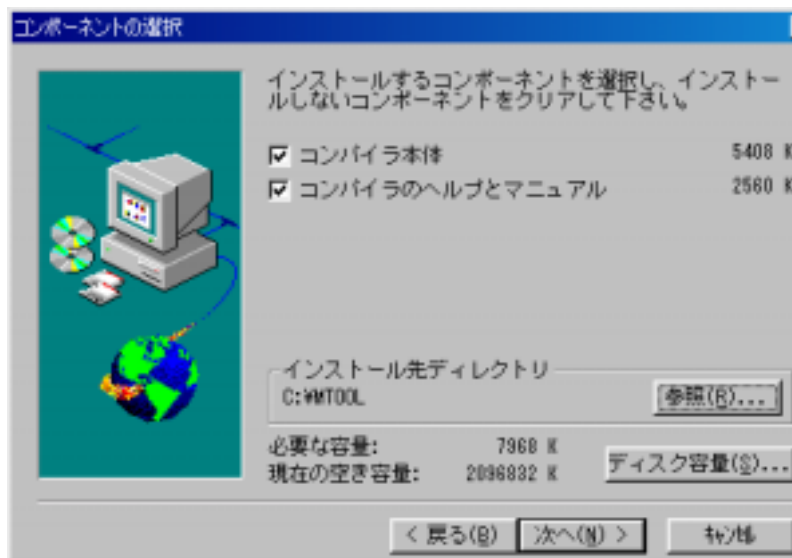 コンポーネントの選択
インストールするコンポーネントを選択し、インストー
ルしないコンポーネントをクリアして下さい。
コンパイラ本体 5408 K
コンパイラのヘルプとマニュアル 2560 K
インストール先ディレクトリ
C:¥MTOOL 参照(R)...
必要な容量: 7968 K
現在の空き容量: 2096832 K ディスク容量(S)...
< 戻る(B) 次へ(N) > キャンセル